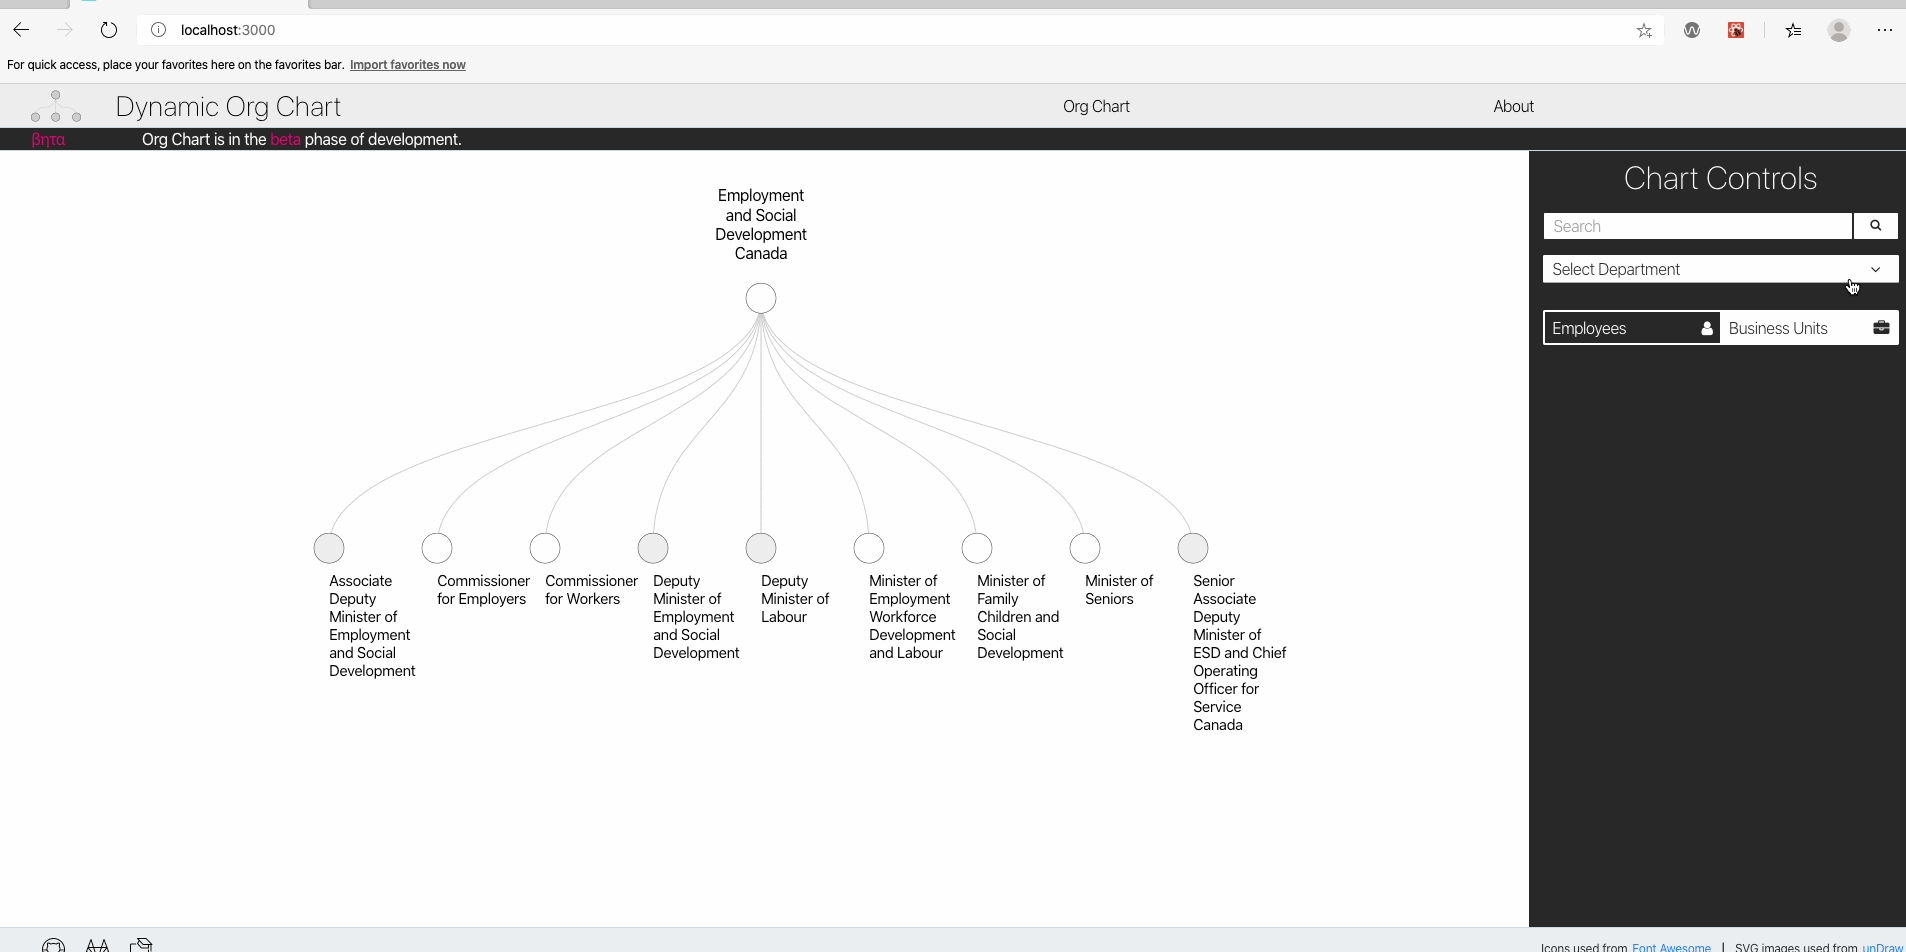 localhost:3000
For quick access, place your favorites here on the favorites bar. Import favorites now
Dynamic Org Chart
Org Chart
About
βητα
Org Chart is in the beta phase of development.
Employment
and Social
Development
Canada
Associate
Deputy
Minister of
Employment
and Social
Development
Commissioner
for Employers
Commissioner
for Workers
Deputy
Minister of
Employment
and Social
Development
Deputy
Minister of
Labour
Minister of
Employment
Workforce
Development
and Labour
Minister of
Family
Children and
Social
Development
Minister of
Seniors
Senior
Associate
Deputy
Minister of
ESD and Chief
Operating
Officer for
Service
Canada
Chart Controls
Search
Select Department
Employees
Business Units
Icons used from Font Awesome | SVG images used from unDraw